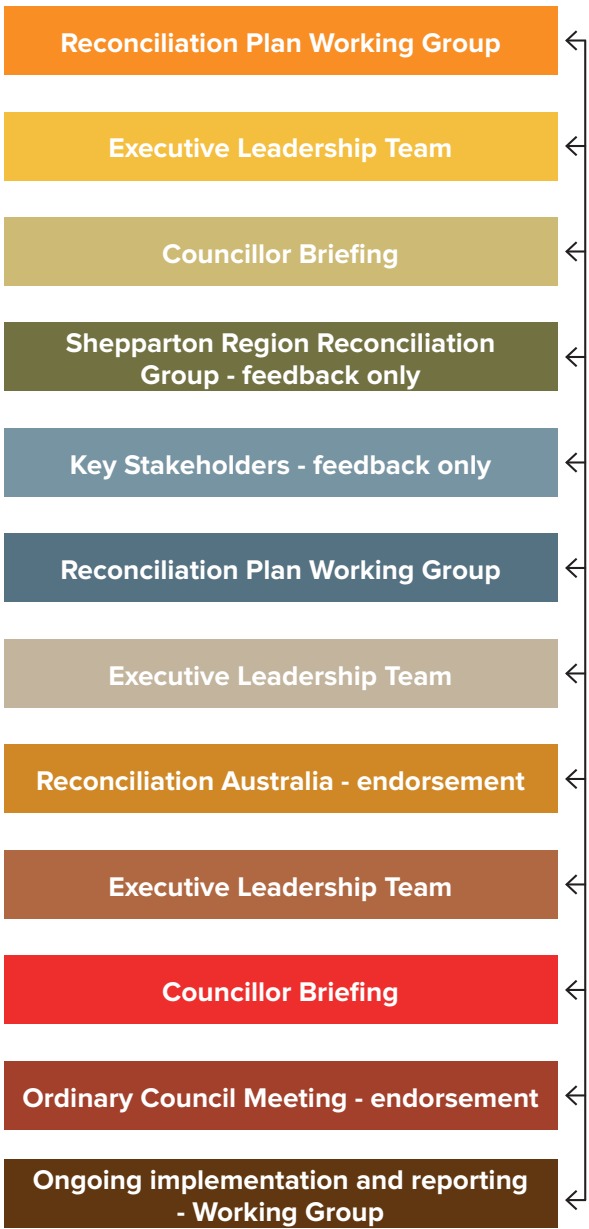 Reconciliation Plan Working Group
Executive Leadership Team
Councillor Briefing
Shepparton Region Reconciliation
Group - feedback only
Key Stakeholders - feedback only
Reconciliation Plan Working Group
Executive Leadership Team
Reconciliation Australia - endorsement
Executive Leadership Team
Councillor Briefing
Ordinary Council Meeting - endorsement
Ongoing implementation and reporting
- Working Group